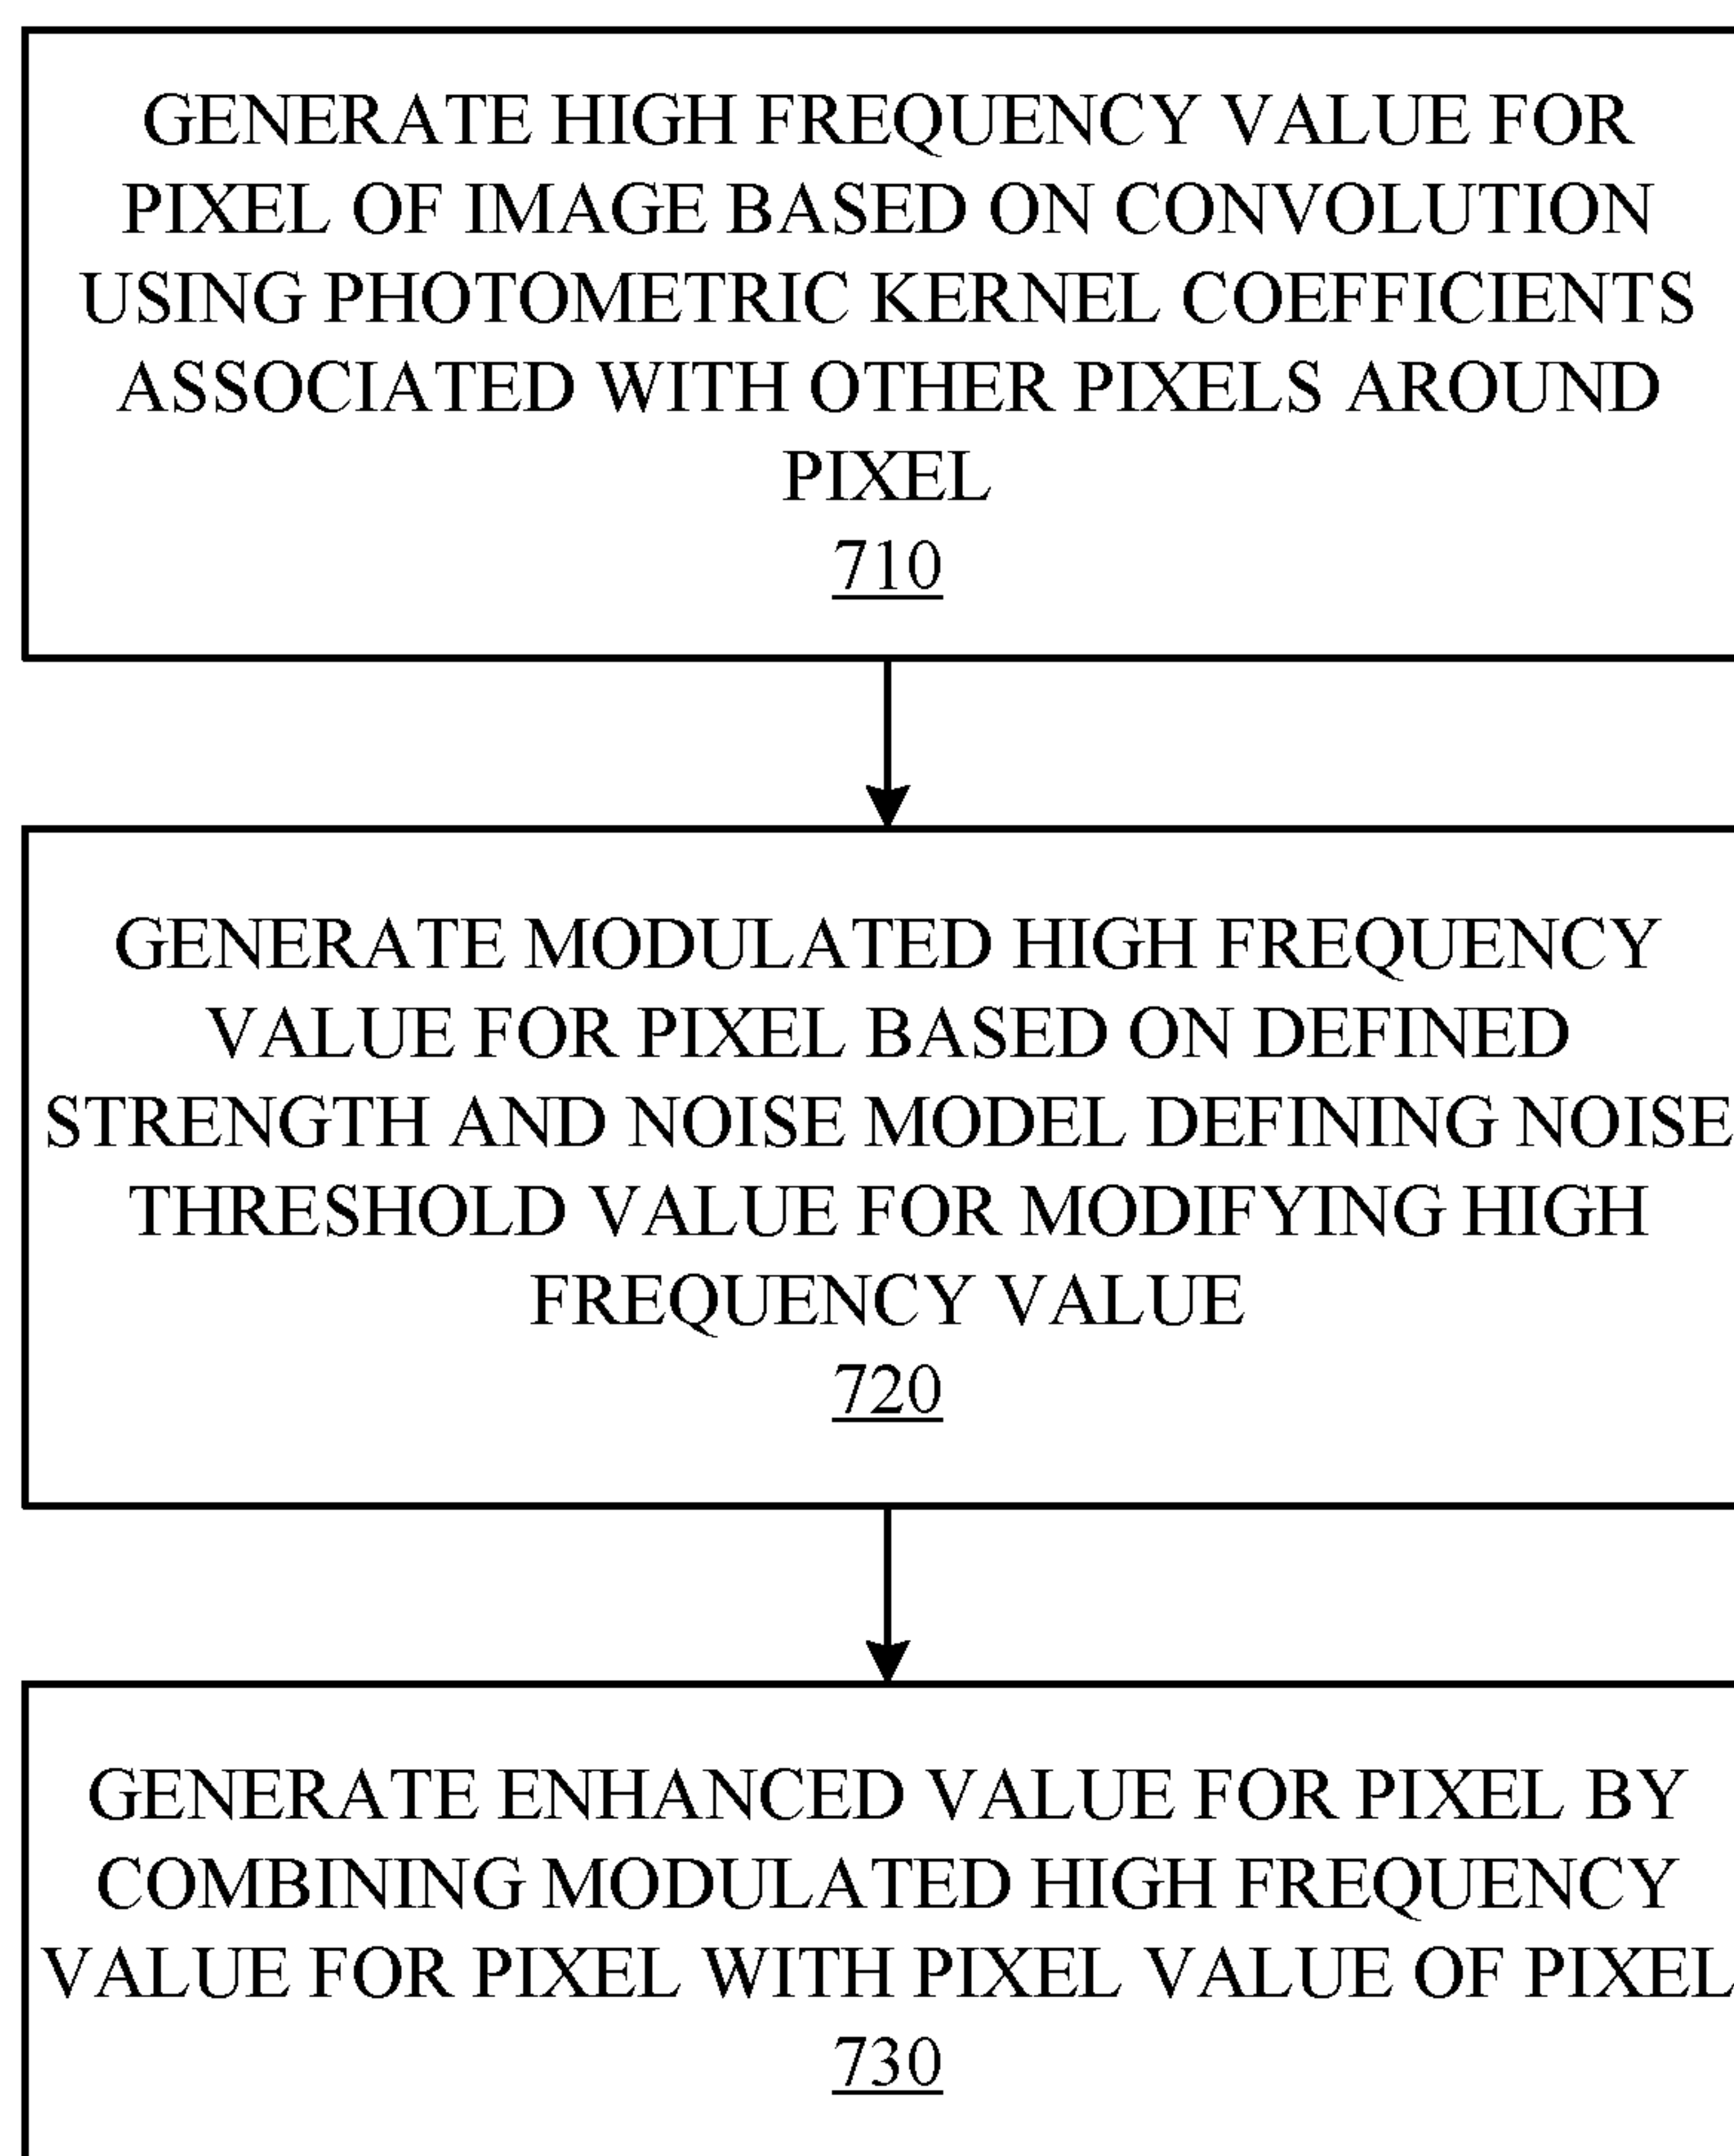 GENERATE HIGH FREQUENCY VALUE FOR
PIXEL OF IMAGE BASED ON CONVOLUTION
USING PHOTOMETRIC KERNEL COEFFICIENTS
ASSOCIATED WITH OTHER PIXELS AROUND
PIXEL
710
GENERATE MODULATED HIGH FREQUENCY
VALUE FOR PIXEL BASED ON DEFINED
STRENGTH AND NOISE MODEL DEFINING NOISE
THRESHOLD VALUE FOR MODIFYING HIGH
FREQUENCY VALUE
720
GENERATE ENHANCED VALUE FOR PIXEL BY
COMBINING MODULATED HIGH FREQUENCY
VALUE FOR PIXEL WITH PIXEL VALUE OF PIXEL
730